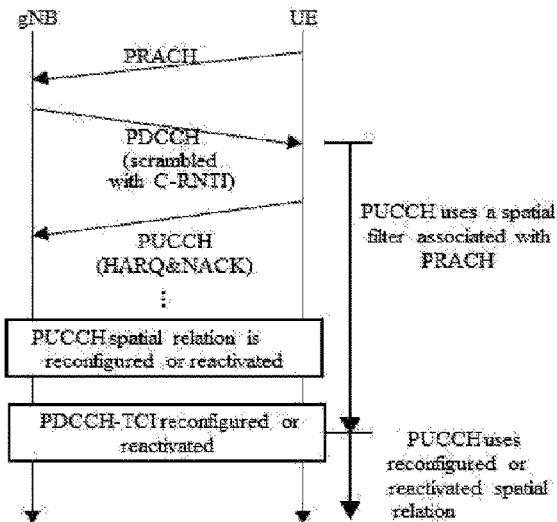 gNB
UE
PRACH
PDCCH
(scrambled
with C-RNTI)
PUCCH uses a spatial
filter associated with
PRACH
PUCCH
(HARQ&NACK)
PUCCH spatial relation is
reconfigured or reactivated
PDCCH-TCI reconfigured or
reactivated
PUCCH uses
reconfigured or
reactivated spatial
relation